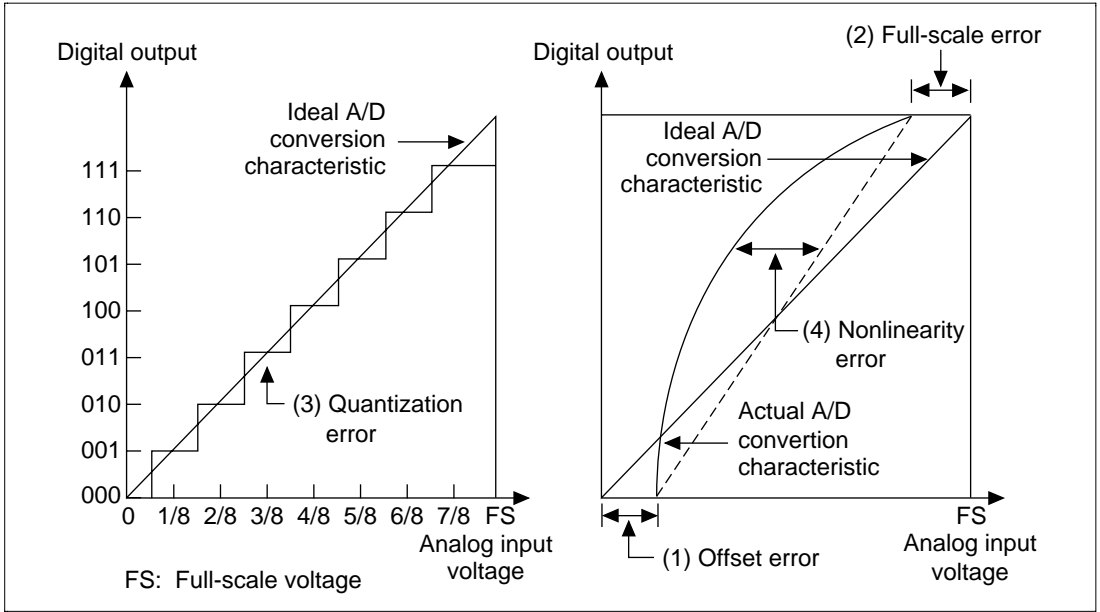 Digital output
Ideal A/D
conversion
characteristic
111
110
101
100
011
010
001
000
(3) Quantization
error
0 1/8 2/8 3/8 4/8 5/8 6/8 7/8 FS
Analog input
voltage
FS: Full-scale voltage
Digital output
(2) Full-scale error
Ideal A/D
conversion
characteristic
(4) Nonlinearity
error
Actual A/D
convertion
characteristic
FS
Analog input
voltage
(1) Offset error